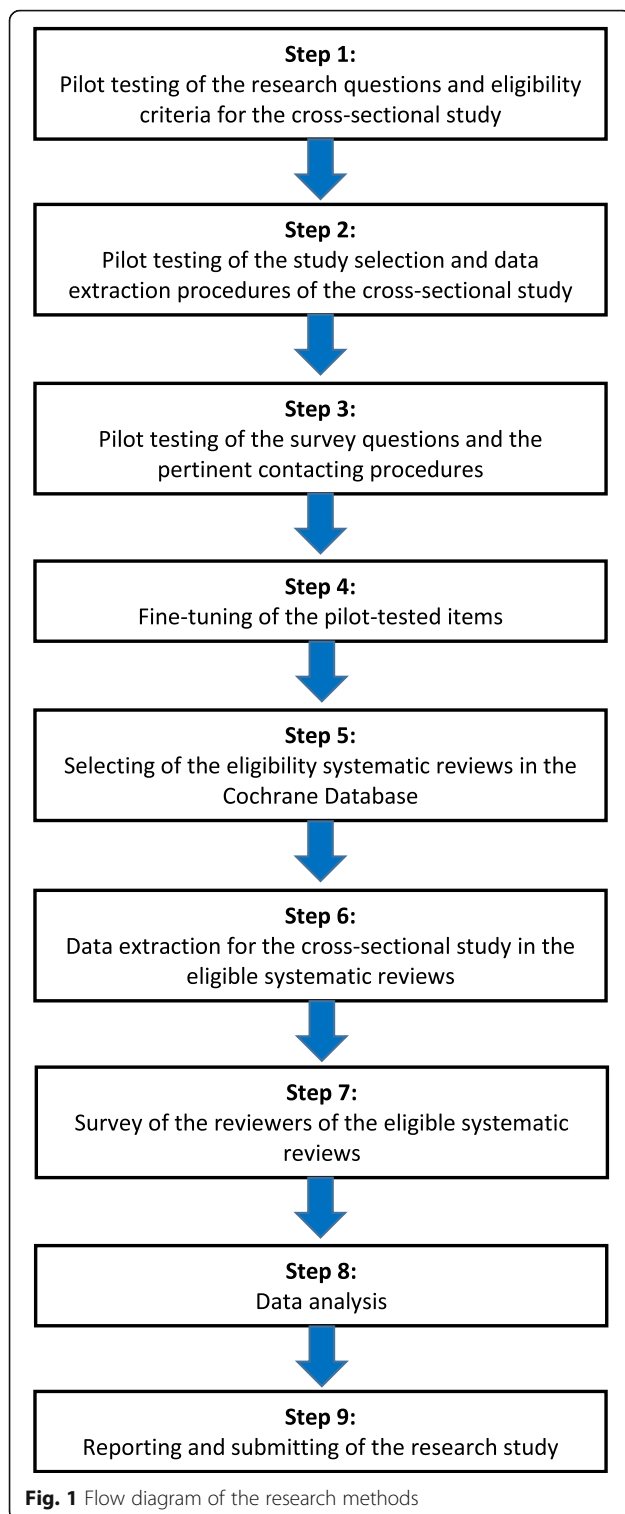 Step 1:
Pilot testing of the research questions and eligibility
criteria for the cross-sectional study
Step 2:
Pilot testing of the study selection and data
extraction procedures of the cross-sectional study
Step 3:
Pilot testing of the survey questions and the
pertinent contacting procedures
Step 4:
Fine-tuning of the pilot-tested items
Step 5:
Selecting of the eligibility systematic reviews in the
Cochrane Database
Step 6:
Data extraction for the cross-sectional study in the
eligible systematic reviews
Step 7:
Survey of the reviewers of the eligible systematic
reviews
Step 8:
Data analysis
Step 9:
Reporting and submitting of the research study
Fig. 1 Flow diagram of the research methods